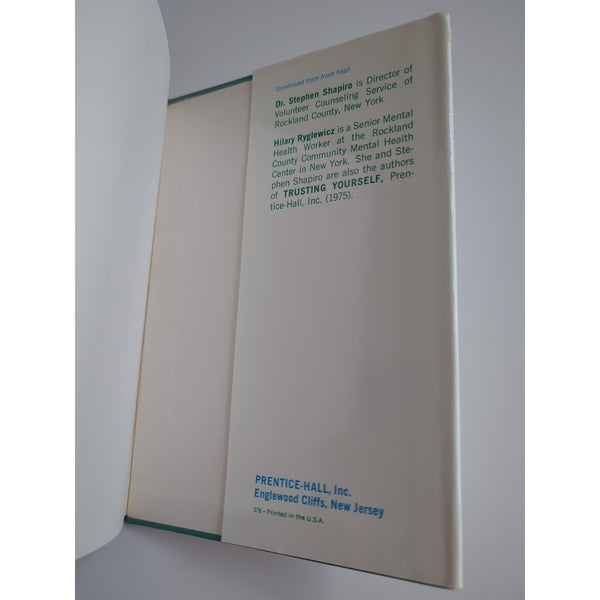 (continued from front flap)
Dr. Stephen Shapiro is Director of
Volunteer Counseling Service of
Rockland County, New York
Hilary Ryglewicz is a Senior Mental
Health Worker at the Rockland
County Community Mental Health
Center in New York. She and Ste-
phen Shapiro are also the authors
of TRUSTING YOURSELF, Pren-
tice-Hall, Inc. (1975).
PRENTICE-HALL, Inc.
Englewood Cliffs, New Jersey
576 • Printed in the U.S.A.